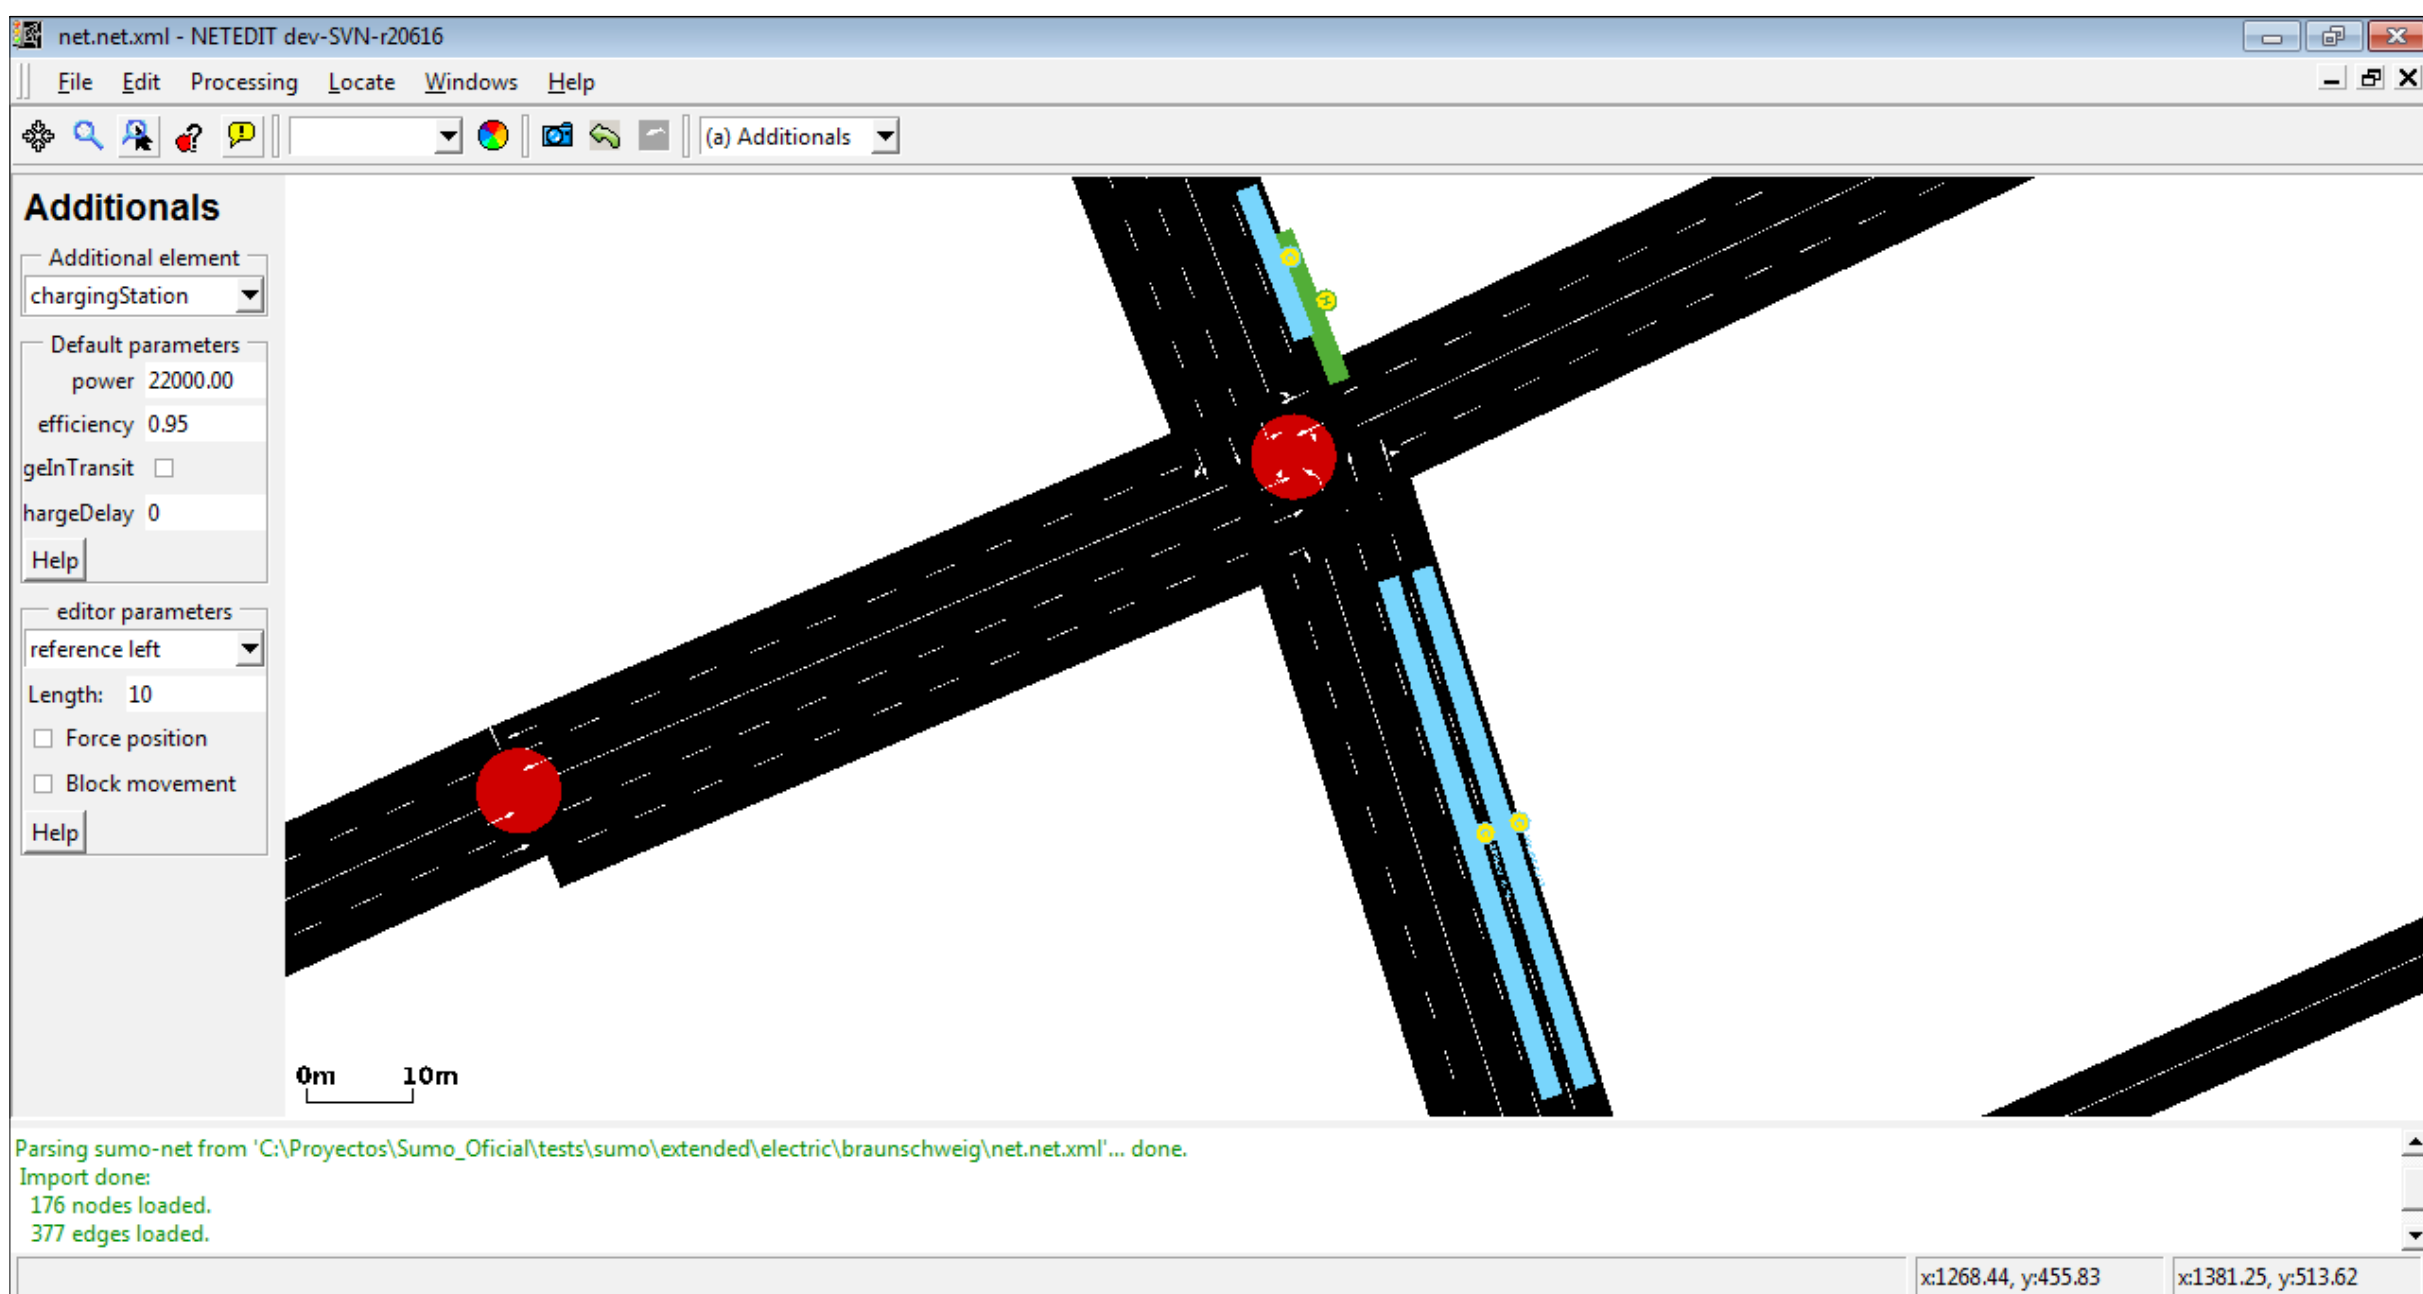 net.net.xml - NETEDIT dev-SVN-r20616
File Edit Processing Locate Windows Help
(a) Additionals
Additionals
Additional element
chargingStation
Default parameters
power 22000.00
efficiency 0.95
geInTransit
hargeDelay 0
Help
editor parameters
reference left
Length: 10
Force position
Block movement
Help
0m 10m
Parsing sumo-net from 'C:\Proyectos\Sumo_Oficial\tests\sumo\extended\electric\braunschweig\net.net.xml'... done.
Import done:
176 nodes loaded.
377 edges loaded.
x:1268.44, y:455.83 x:1381.25, y:513.62